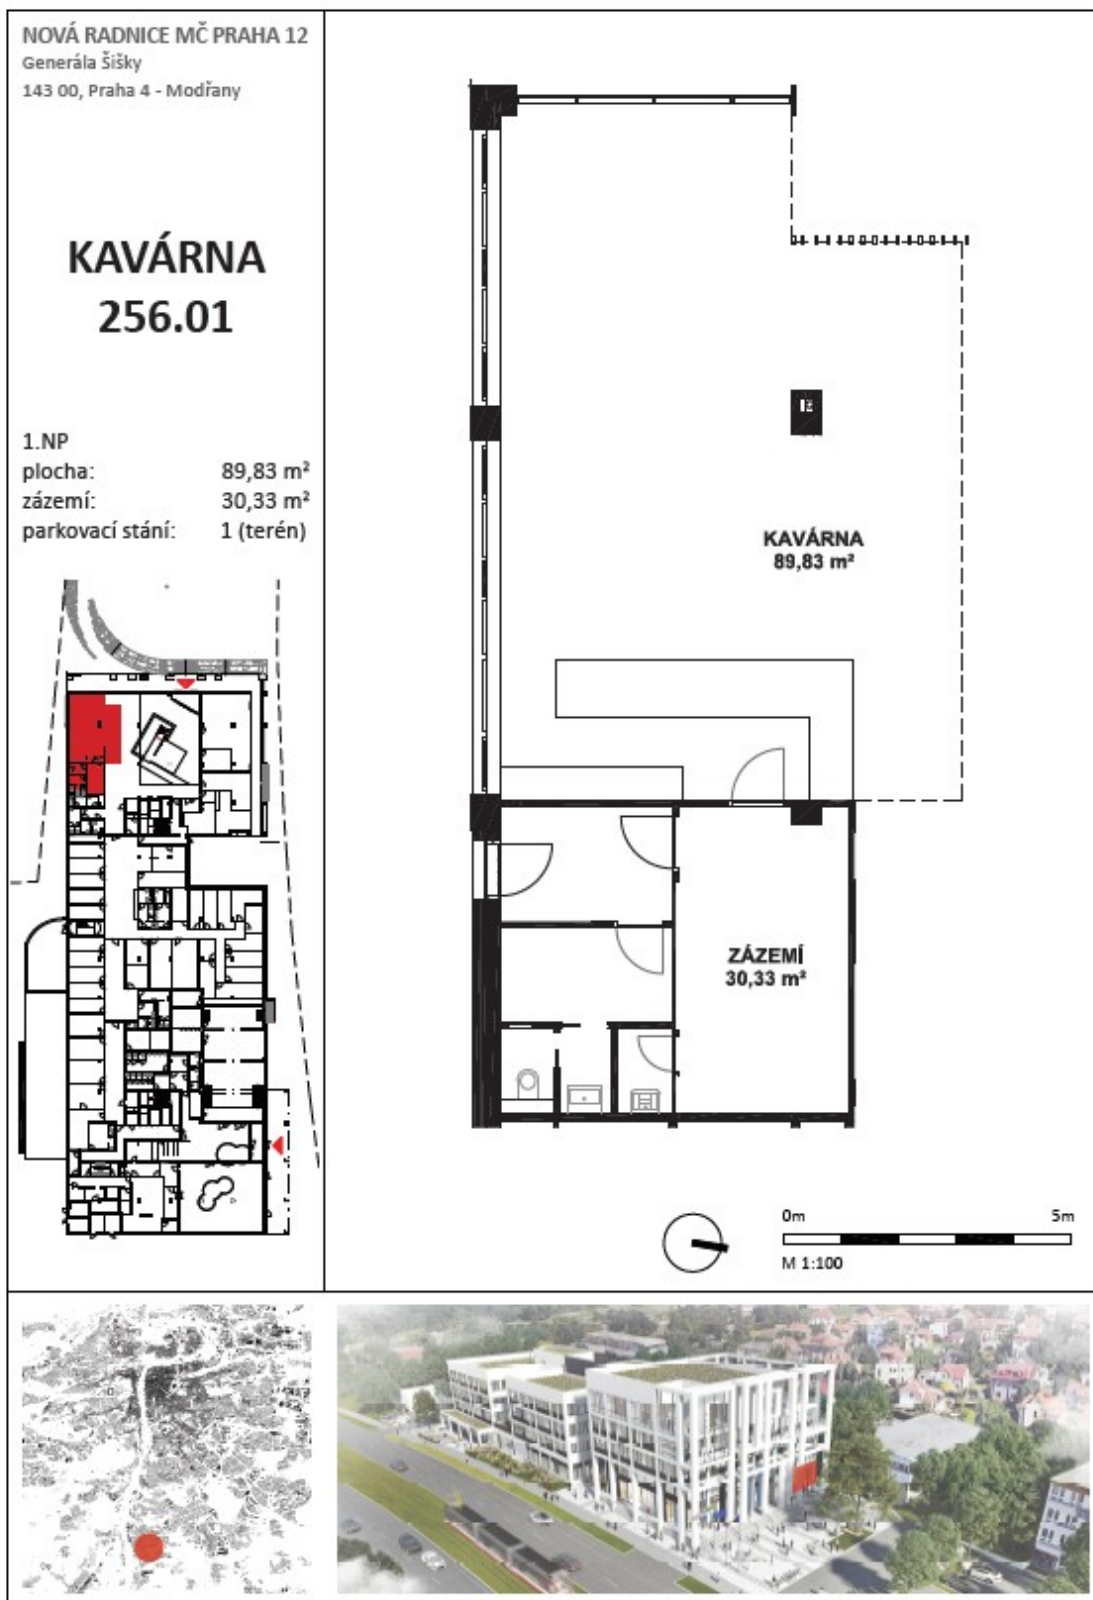 NOVÁ RADNICE MČ PRAHA 12
Generála Šišky
143 00, Praha 4 - Modřany
KAVÁRNA
256.01
1.NP
plocha: 89,83 m²
zázemí: 30,33 m²
parkovací stání: 1 (terén)
KAVÁRNA
89,83 m²
ZÁZEMÍ
30,33 m²
0m 5m
M 1:100